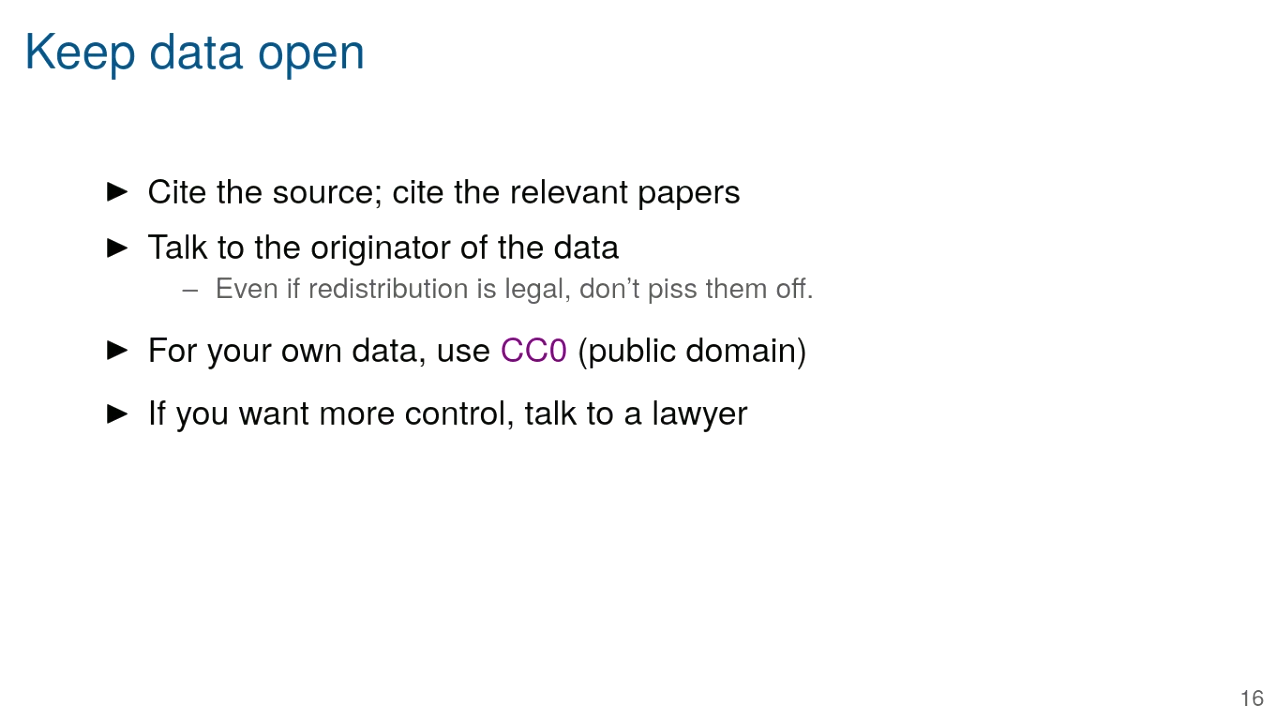 Keep data open
▶ Cite the source; cite the relevant papers
▶ Talk to the originator of the data
– Even if redistribution is legal, don't piss them off.
▶ For your own data, use CC0 (public domain)
▶ If you want more control, talk to a lawyer
16